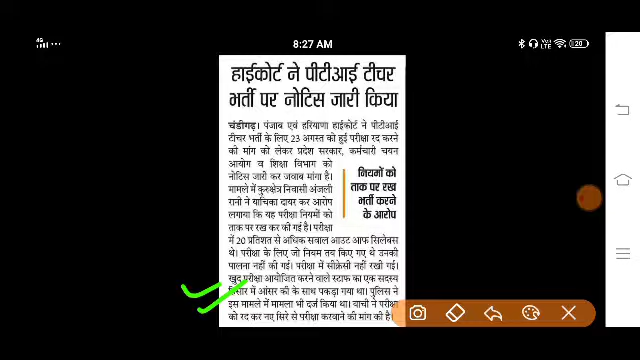 4G
8:27 AM
Vo) LTE
20
हाईकोर्ट ने पीटीआई टीचर
भर्ती पर नोटिस जारी किया
चंडीगढ़। पंजाब एवं हरियाणा हाईकोर्ट ने पीटीआई
टीचर भर्ती के लिए 23 अगस्त को हुई परीक्षा रद करने
की मांग को लेकर प्रदेश सरकार, कर्मचारी चयन
आयोग व शिक्षा विभाग को
नोटिस जारी कर जवाब मांगा है।
मामले में कुरुक्षेत्र निवासी अंजली
रानी ने याचिका दायर कर आरोप
लगाया कि यह परीक्षा नियमों को
ताक पर रख कर की गई है। परीक्षा
नियमों को
ताक पर रख
भर्ती करने
के आरोप
में 20 प्रतिशत से अधिक सवाल आउट आफ सिलेबस
थे। परीक्षा के लिए जो नियम तय किए गए थे उनकी
पालना नहीं की गई। परीक्षा में सीक्रेसी नहीं रखी गई।
खुद परीक्षा आयोजित करने वाले स्टाफ का एक सदस्य
हिसार में आंसर की के साथ पकड़ा गया था। पुलिस ने
इस मामले में मामला भी दर्ज किया था। याची ने परीक्षा
को रद कर नए सिरे से परीक्षा करवाने की मांग की है।